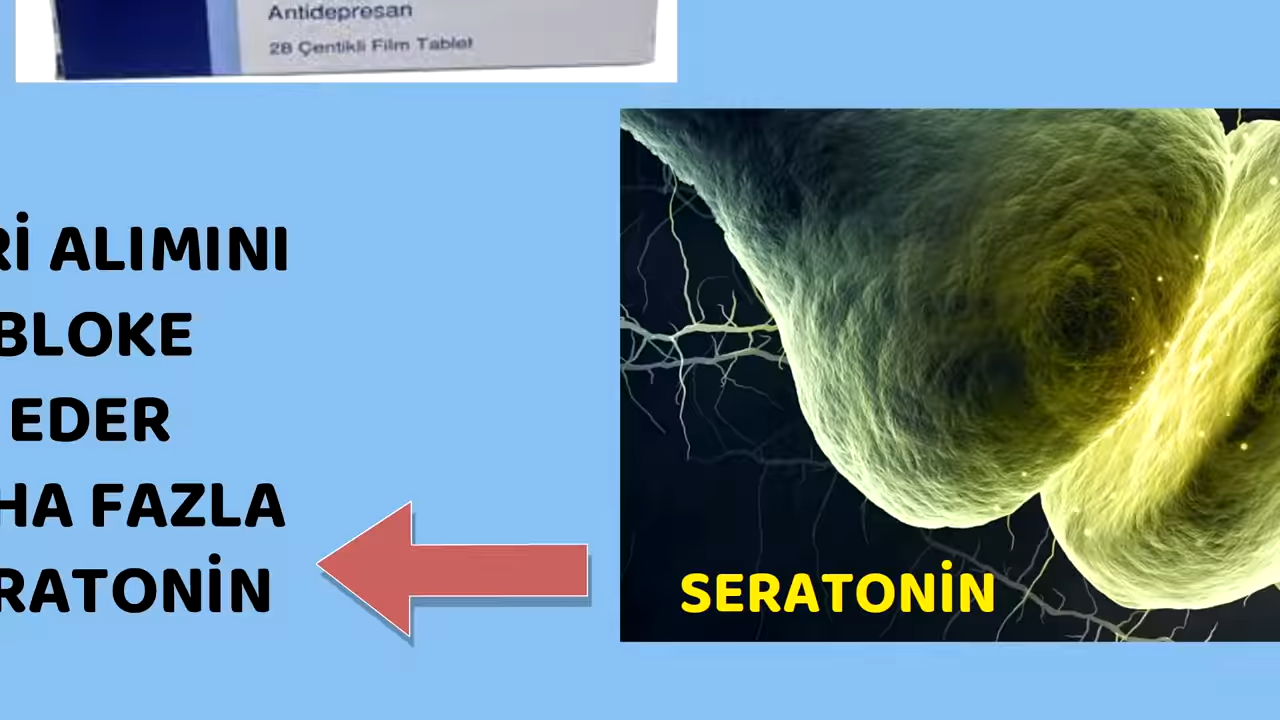 Antidepresan
28 Çentikli Film Tablet
Rİ ALIMINI
BLOKE
EDER
HA FAZLA
RATONİN
SERATONİN